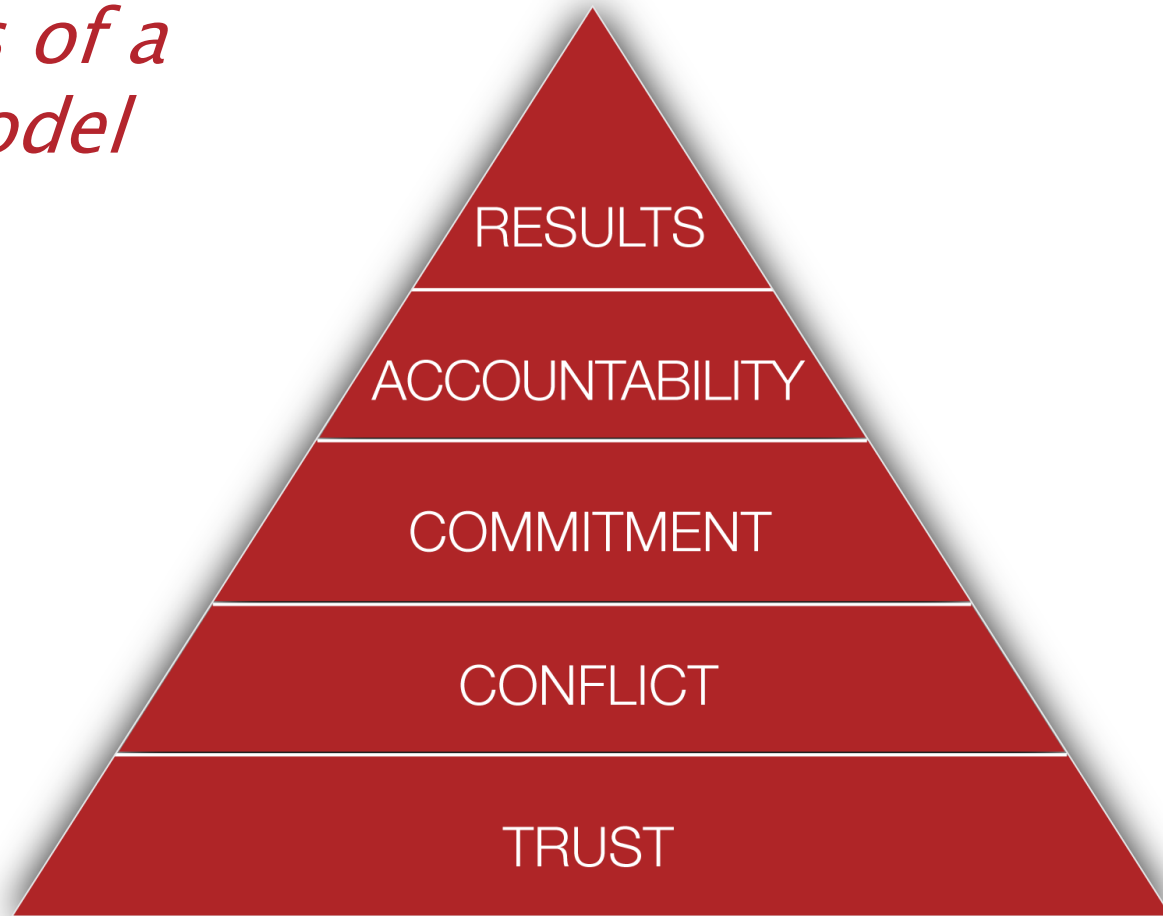 s of a
odel
RESULTS
ACCOUNTABILITY
COMMITMENT
CONFLICT
TRUST